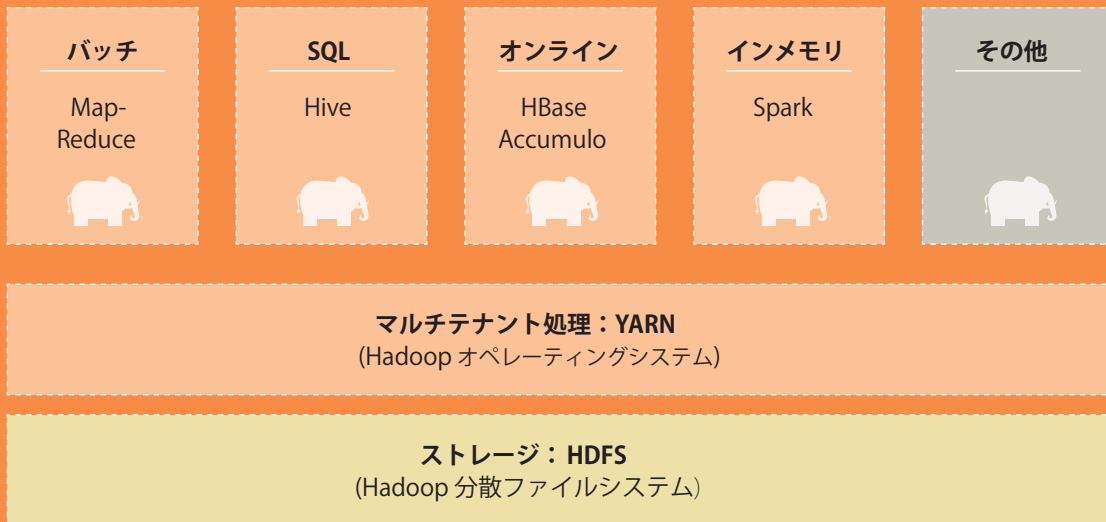 バッチ
Map-
Reduce
SQL
Hive
オンライン
HBase
Accumulo
インメモリ
Spark
その他
マルチテナント処理：YARN
(Hadoop オペレーティングシステム)
ストレージ： HDFS
(Hadoop 分散ファイルシステム)